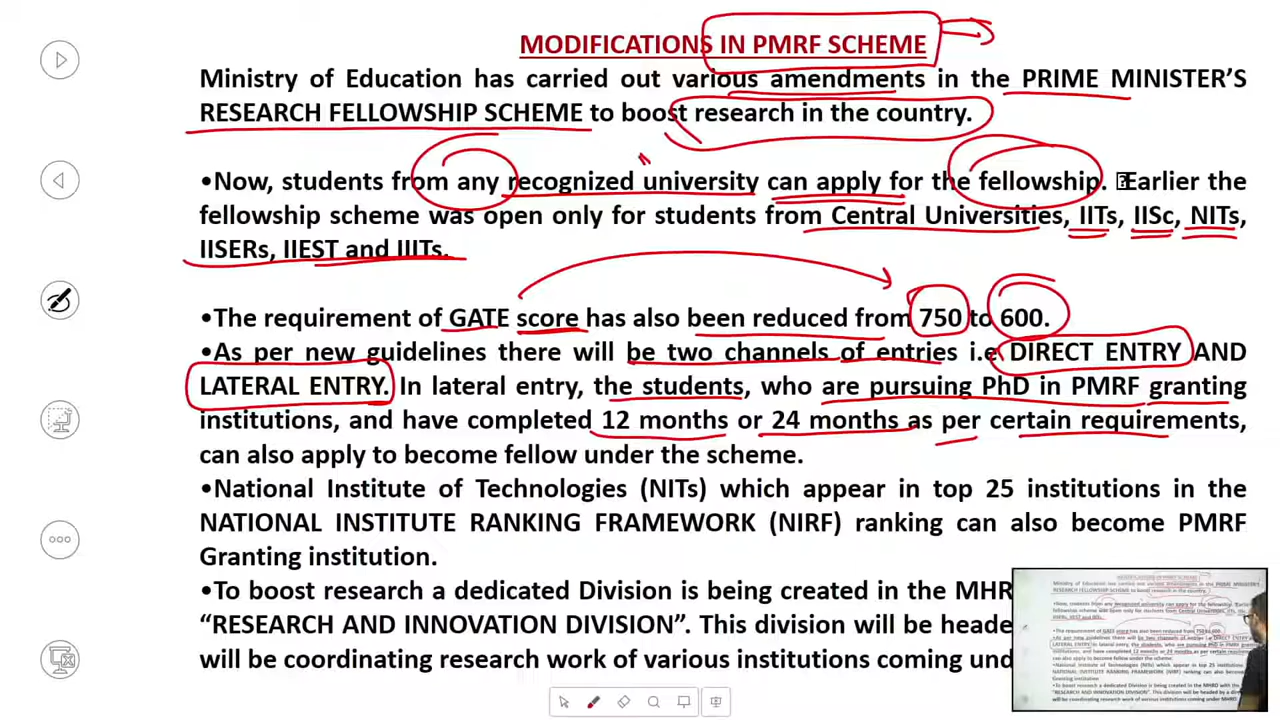 MODIFICATIONS IN PMRF SCHEME
Ministry of Education has carried out various amendments in the PRIME MINISTER'S
RESEARCH FELLOWSHIP SCHEME to boost research in the country.
•Now, students from any recognized university can apply for the fellowship. Earlier the
fellowship scheme was open only for students from Central Universities, IITs, IISc, NITs,
IISERs, IIEST and IIITs.
•The requirement of GATE score has also been reduced from 750 to 600.
•As per new guidelines there will be two channels of entries i.e DIRECT ENTRY AND
LATERAL ENTRY. In lateral entry, the students, who are pursuing PhD in PMRF granting
institutions, and have completed 12 months or 24 months as per certain requirements,
can also apply to become fellow under the scheme.
•National Institute of Technologies (NITs) which appear in top 25 institutions in the
NATIONAL INSTITUTE RANKING FRAMEWORK (NIRF) ranking can also become PMRF
Granting institution.
•To boost research a dedicated Division is being created in the MHR
"RESEARCH AND INNOVATION DIVISION". This division will be heade
will be coordinating research work of various institutions coming und